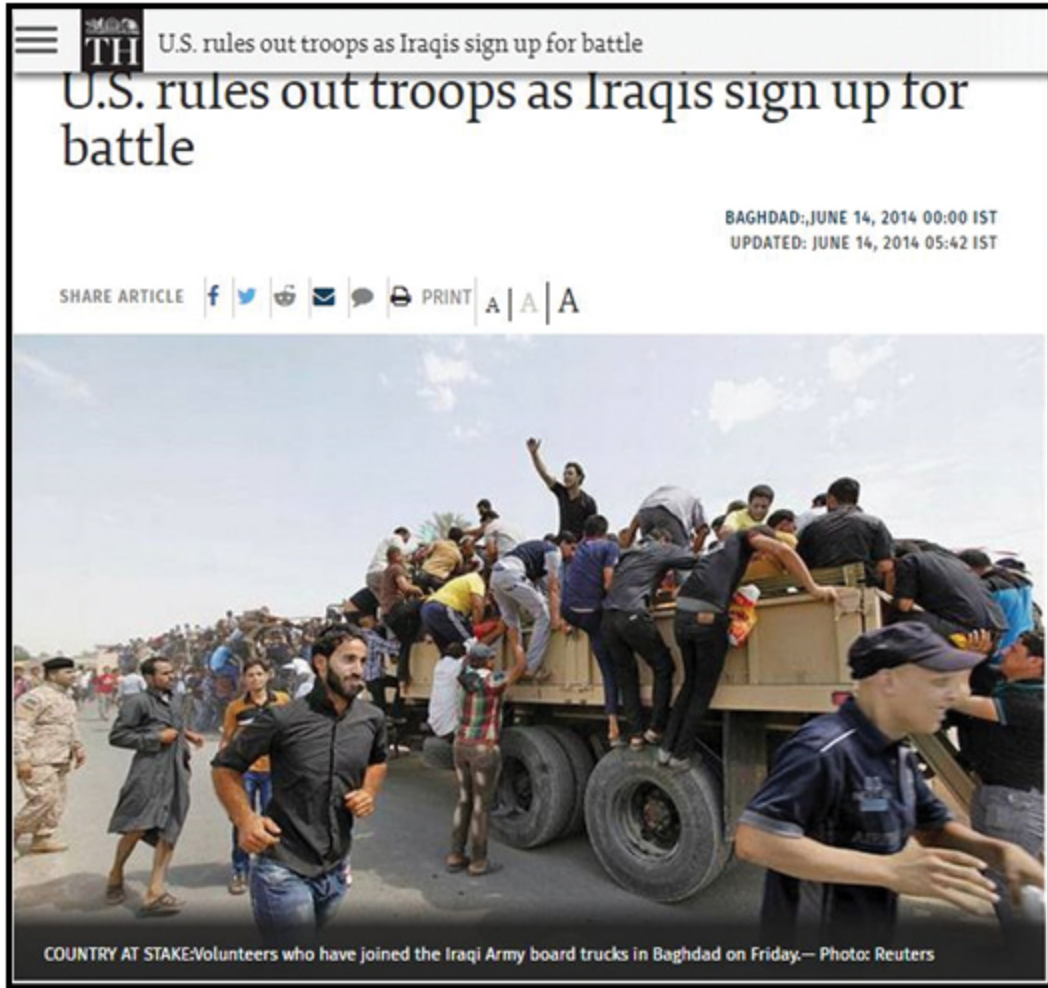 TH
U.S. rules out troops as Iraqis sign up for battle
U.S. rules out troops as Iraqis sign up for
battle
BAGHDAD:,JUNE 14, 2014 00:00 IST
UPDATED: JUNE 14, 2014 05:42 IST
SHARE ARTICLE
PRINT
A A A
COUNTRY AT STAKE:Volunteers who have joined the Iraqi Army board trucks in Baghdad on Friday.— Photo: Reuters